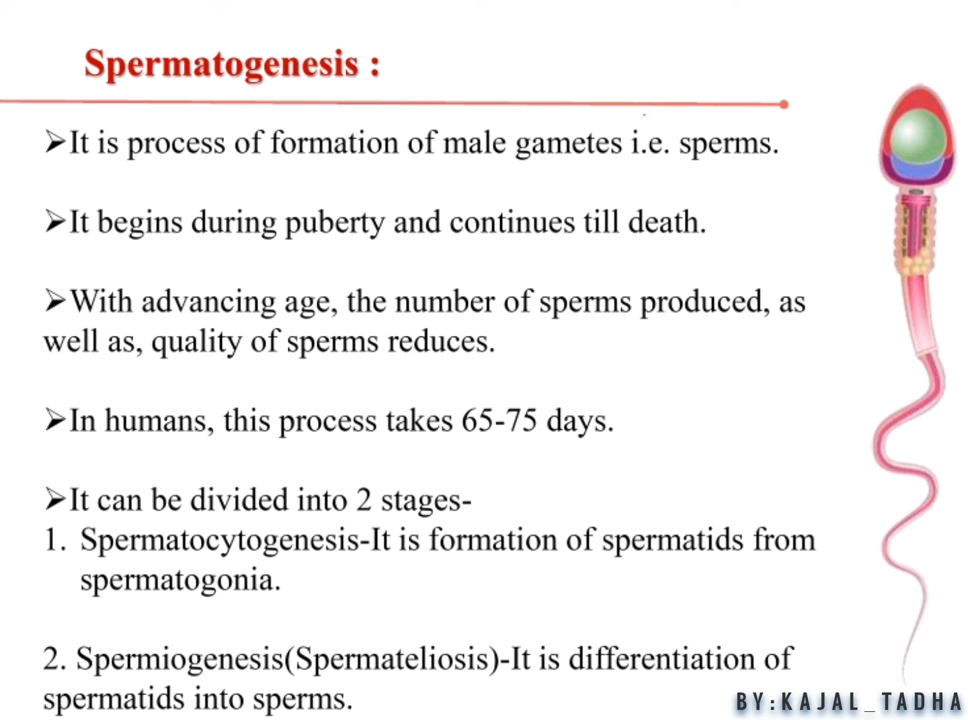 Spermatogenesis :
➢It is process of formation of male gametes i.e. sperms.
➢It begins during puberty and continues till death.
➢With advancing age, the number of sperms produced, as
well as, quality of sperms reduces.
➢In humans, this process takes 65-75 days.
➢It can be divided into 2 stages-
1. Spermatocytogenesis-It is formation of spermatids from
spermatogonia.
2. Spermiogenesis(Spermateliosis)-It is differentiation of
spermatids into sperms.
BY:KAJAL_TADHA